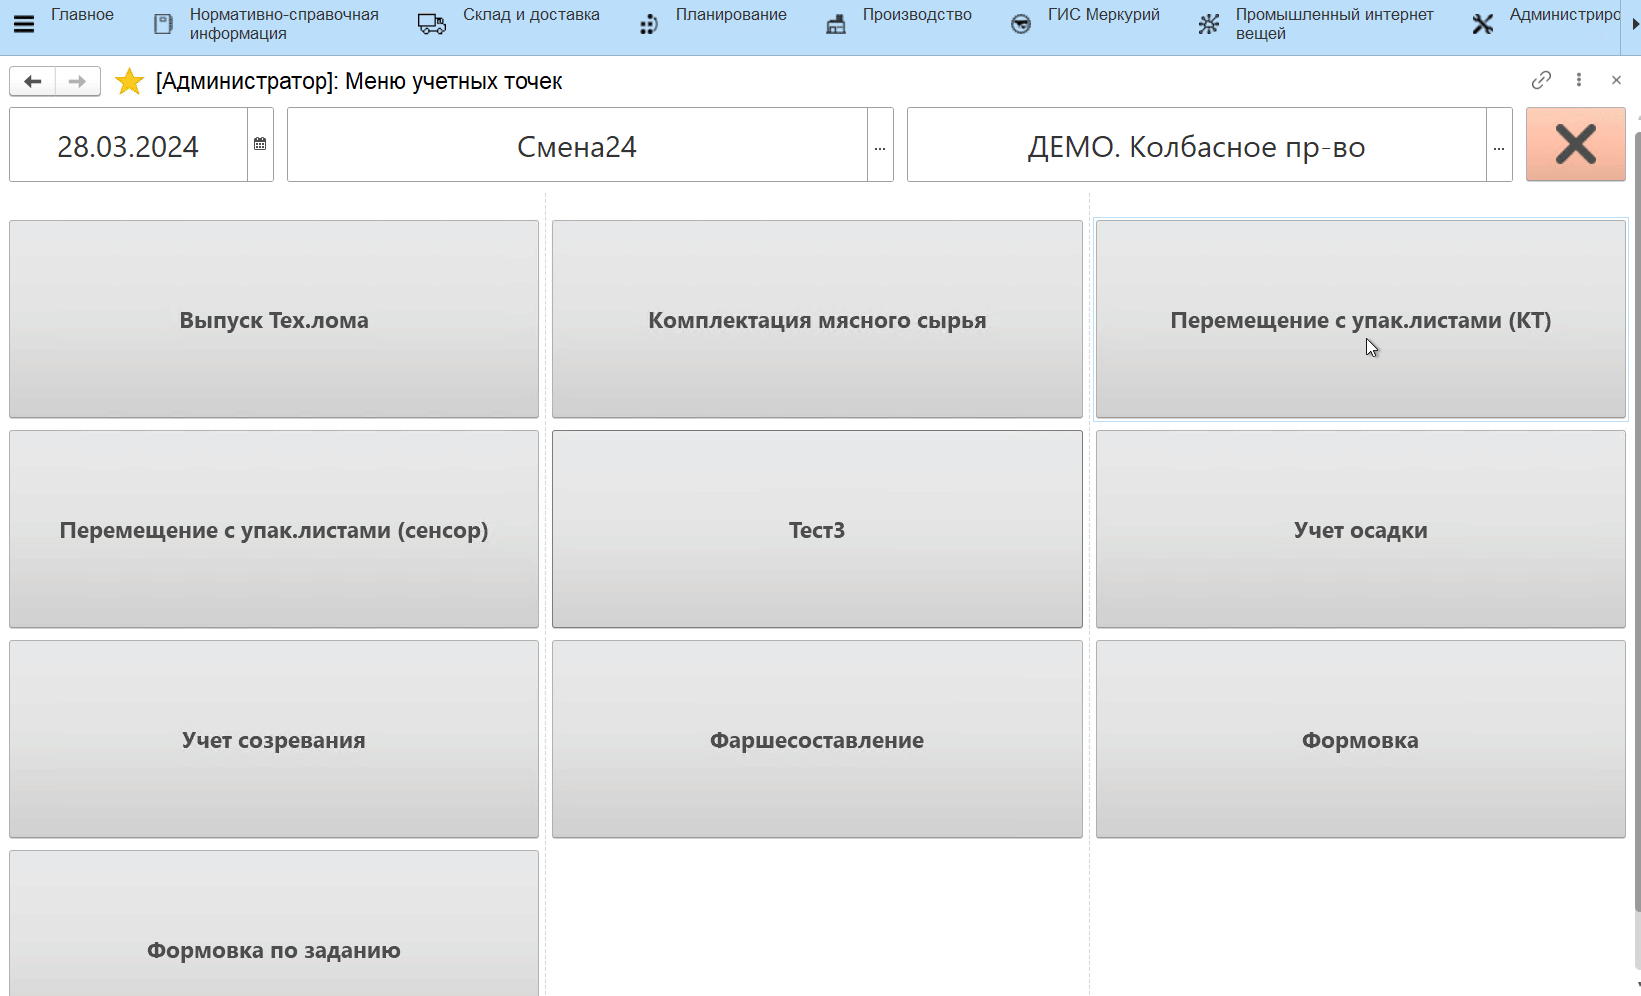 Главное
Нормативно-справочная
информация
Склад и доставка
Планирование
Производство
ГИС Меркурий
Промышленный интернет
вещей
Администриро
[Администратор]: Меню учетных точек
28.03.2024
Смена24
...
ДЕМО. Колбасное пр-во
...
Выпуск Тех.лома
Комплектация мясного сырья
Перемещение с упак.листами (КТ)
Перемещение с упак.листами (сенсор)
Тест3
Учет осадки
Учет созревания
Фаршесоставление
Формовка
Формовка по заданию